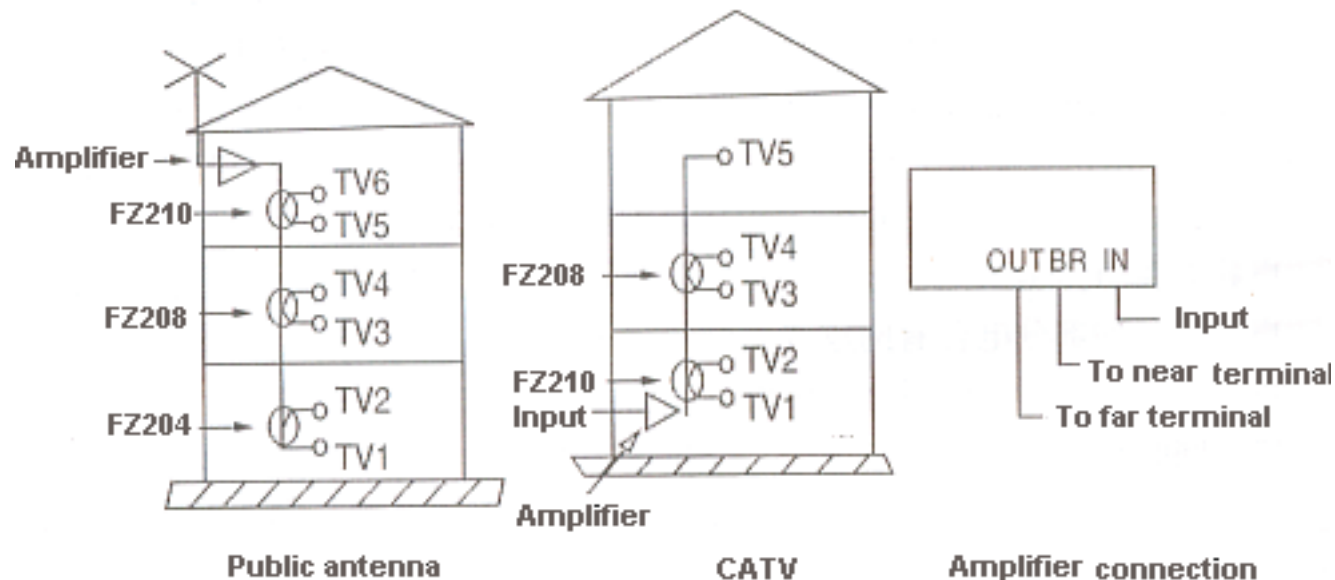 Amplifier
TV6
FZ210
TV5
TV4
FZ208
TV3
TV2
FZ204
TV1
Public antenna
TV5
TV4
FZ208
TV3
TV2
FZ210
Input
TV1
Amplifier
CATV
OUT BR IN
Input
To near terminal
To far terminal
Amplifier connection